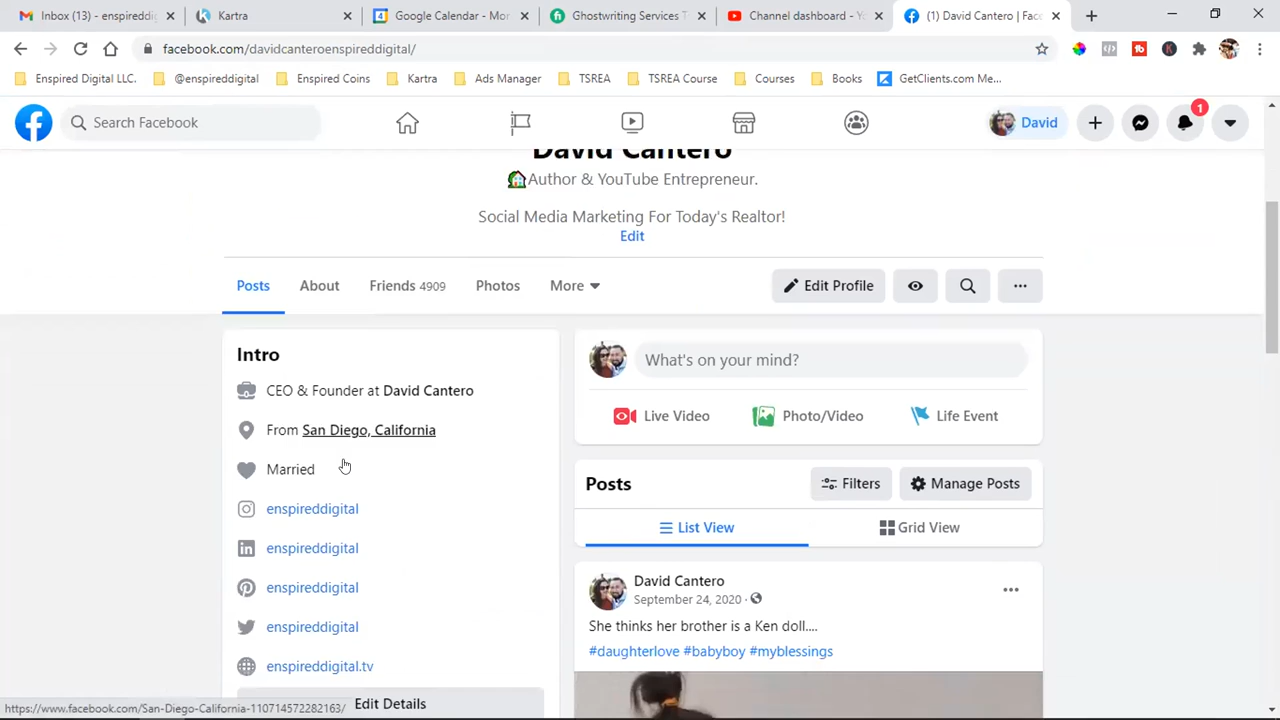 Inbox (13) - enspireddig
Kartra
Google Calendar - Mor
Ghostwriting Services T
Channel dashboard - Yo
(1) David Cantero | Face
facebook.com/davidcanteroenspireddigital/
Enspired Digital LLC. @enspireddigital Enspired Coins Kartra Ads Manager TSREA TSREA Course Courses Books GetClients.com Me...
Search Facebook
David
1
David Cantero
Author & YouTube Entrepreneur.
Social Media Marketing For Today's Realtor!
Edit
Posts About Friends 4909 Photos More
Edit Profile
Intro
CEO & Founder at David Cantero
From San Diego, California
Married
enspireddigital
enspireddigital
enspireddigital
enspireddigital
enspireddigital.tv
Edit Details
What's on your mind?
Live Video Photo/Video Life Event
Posts Filters Manage Posts
List View Grid View
David Cantero
September 24, 2020
She thinks her brother is a Ken doll....
#daughterlove #babyboy #myblessings
https://www.facebook.com/San-Diego-California-110714572282163/